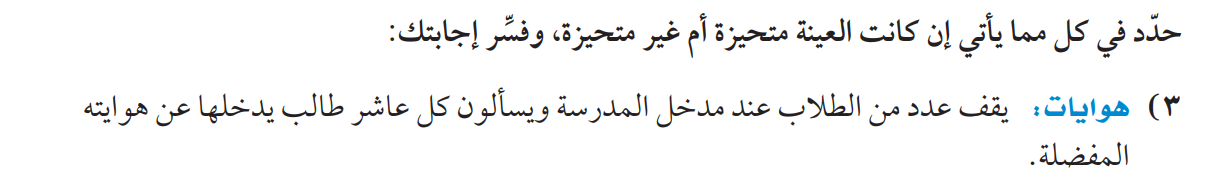 حدّد في كل مما يأتي إن كانت العينة متحيزة أم غير متحيزة، وفسِّر إجابتك:
٣) هوايات: يقف عدد من الطلاب عند مدخل المدرسة ويسألون كل عاشر طالب يدخلها عن هوايته
المفضلة.